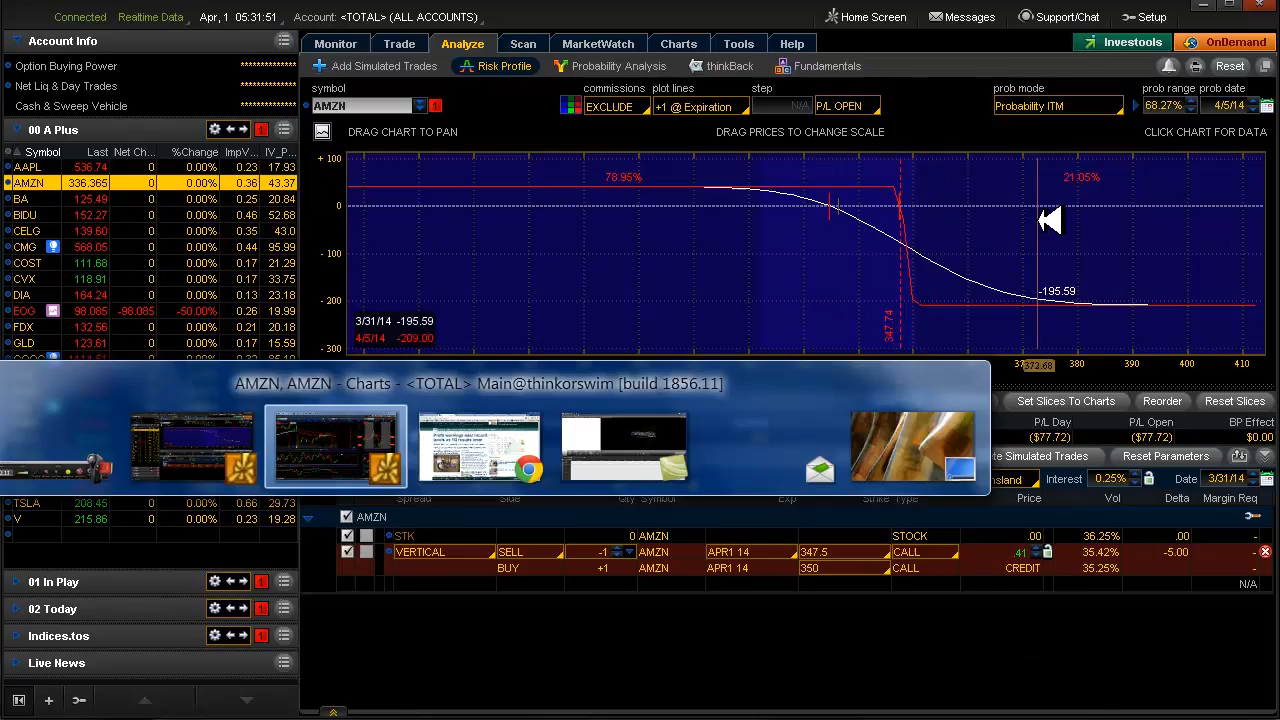 Connected Realtime Data Apr, 1 05:31:51 Account: <TOTAL> (ALL ACCOUNTS) Home Screen Messages Support/Chat Setup
Account Info
Option Buying Power ***************
Net Liq & Day Trades ***************
Cash & Sweep Vehicle ***************
00 A Plus 1
Symbol Last Net Ch... %Change ImpV... IV_P...
AAPL 536.74 0 0.00% 0.23 17.93
AMZN 336.365 0 0.00% 0.36 43.37
BA 125.49 0 0.00% 0.25 20.84
BIDU 152.27 0 0.00% 0.46 52.68
CELG 139.60 0 0.00% 0.35 43.0
CMG 568.05 0 0.00% 0.44 95.99
COST 111.68 0 0.00% 0.17 21.29
CVX 118.91 0 0.00% 0.17 33.75
DIA 164.24 0 0.00% 0.13 23.18
EOG 98.085 -98.085 -50.00% 0.26 19.99
FDX 132.56 0 0.00% 0.21 20.18
GLD 123.61 0 0.00% 0.17 15.59
TSLA 208.45 0 0.00% 0.66 29.73
V 215.86 0 0.00% 0.23 19.28
01 In Play 1
02 Today 1
Indices.tos 1
Live News
Monitor Trade Analyze Scan MarketWatch Charts Tools Help Investools OnDemand
Add Simulated Trades Risk Profile Probability Analysis thinkBack Fundamentals Reset
symbol commissions plot lines step prob mode prob range prob date
AMZN 1 EXCLUDE +1 @ Expiration N/A P/L OPEN Probability ITM 68.27% 4/5/14
DRAG CHART TO PAN DRAG PRICES TO CHANGE SCALE CLICK CHART FOR DATA
+ 100
78.95% 21.05%
0
- 100
- 200
-195.59
347.74
3/31/14 -195.59
4/5/14 -209.00
- 300
372.68 380 390 400 410
AMZN, AMZN - Charts - <TOTAL> Main@thinkorswim [build 1856.11]
Set Slices To Charts Reorder Reset Slices
P/L Day P/L Open BP Effect
($77.72) $0.00 $0.00
Simulated Trades Reset Parameters
Interest 0.25% Date 3/31/14
Spread Side Qty Symbol Exp Strike Type Price Vol Delta Margin Req
AMZN
STK 0 AMZN STOCK .00 36.25% .00 -
VERTICAL SELL -1 AMZN APR1 14 347.5 CALL .41 35.42% -5.00 -
BUY +1 AMZN APR1 14 350 CALL CREDIT 35.25% -
N/A